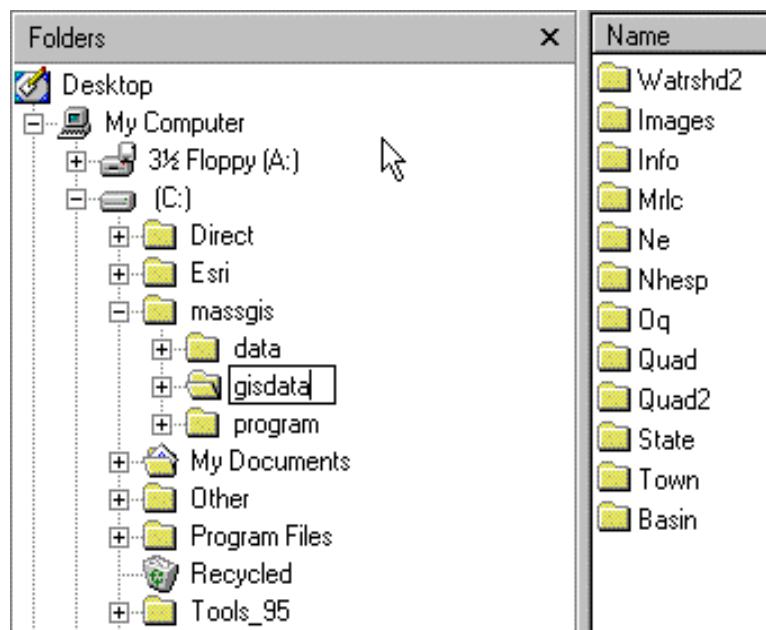 Folders
Desktop
My Computer
3½ Floppy (A:)
(C:)
Direct
Esri
massgis
data
gisdata
program
My Documents
Other
Program Files
Recycled
Tools_95
Name
Watrshd2
Images
Info
Mrlc
Ne
Nhesp
Oq
Quad
Quad2
State
Town
Basin